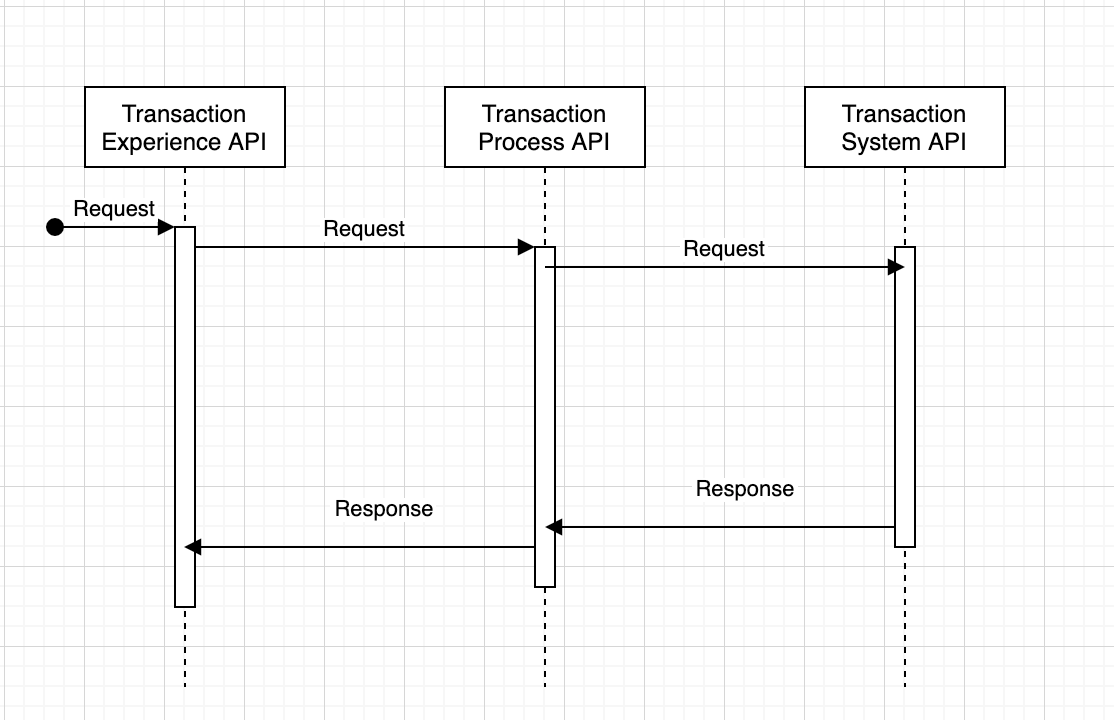 Transaction
Experience API
Transaction
Process API
Transaction
System API
Request
Request
Request
Response
Response